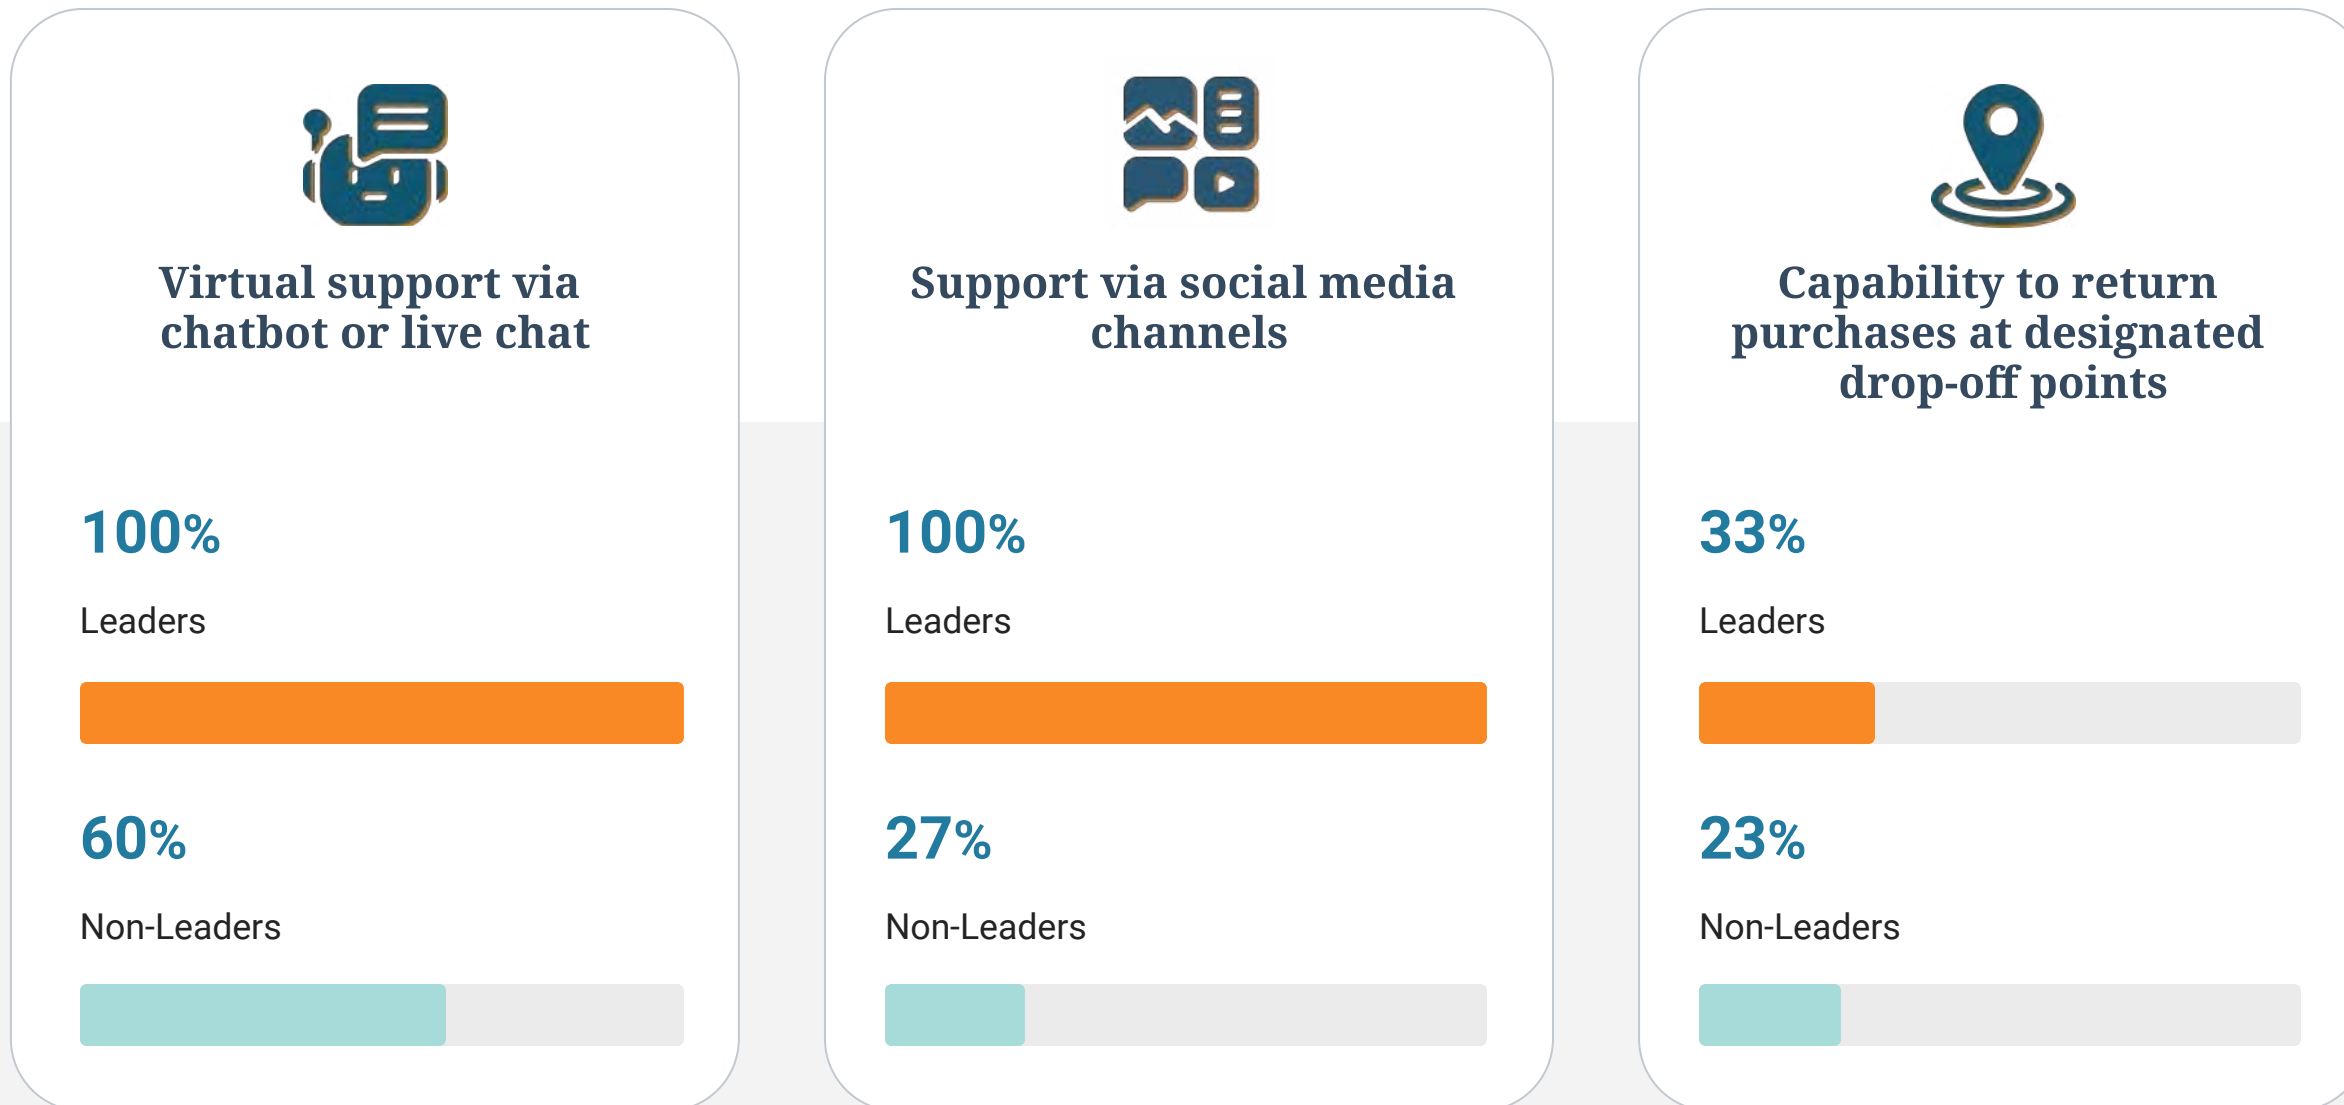 Virtual support via
chatbot or live chat
100%
Leaders
60%
Non-Leaders
Support via social media
channels
100%
Leaders
27%
Non-Leaders
Capability to return
purchases at designated
drop-off points
33%
Leaders
23%
Non-Leaders